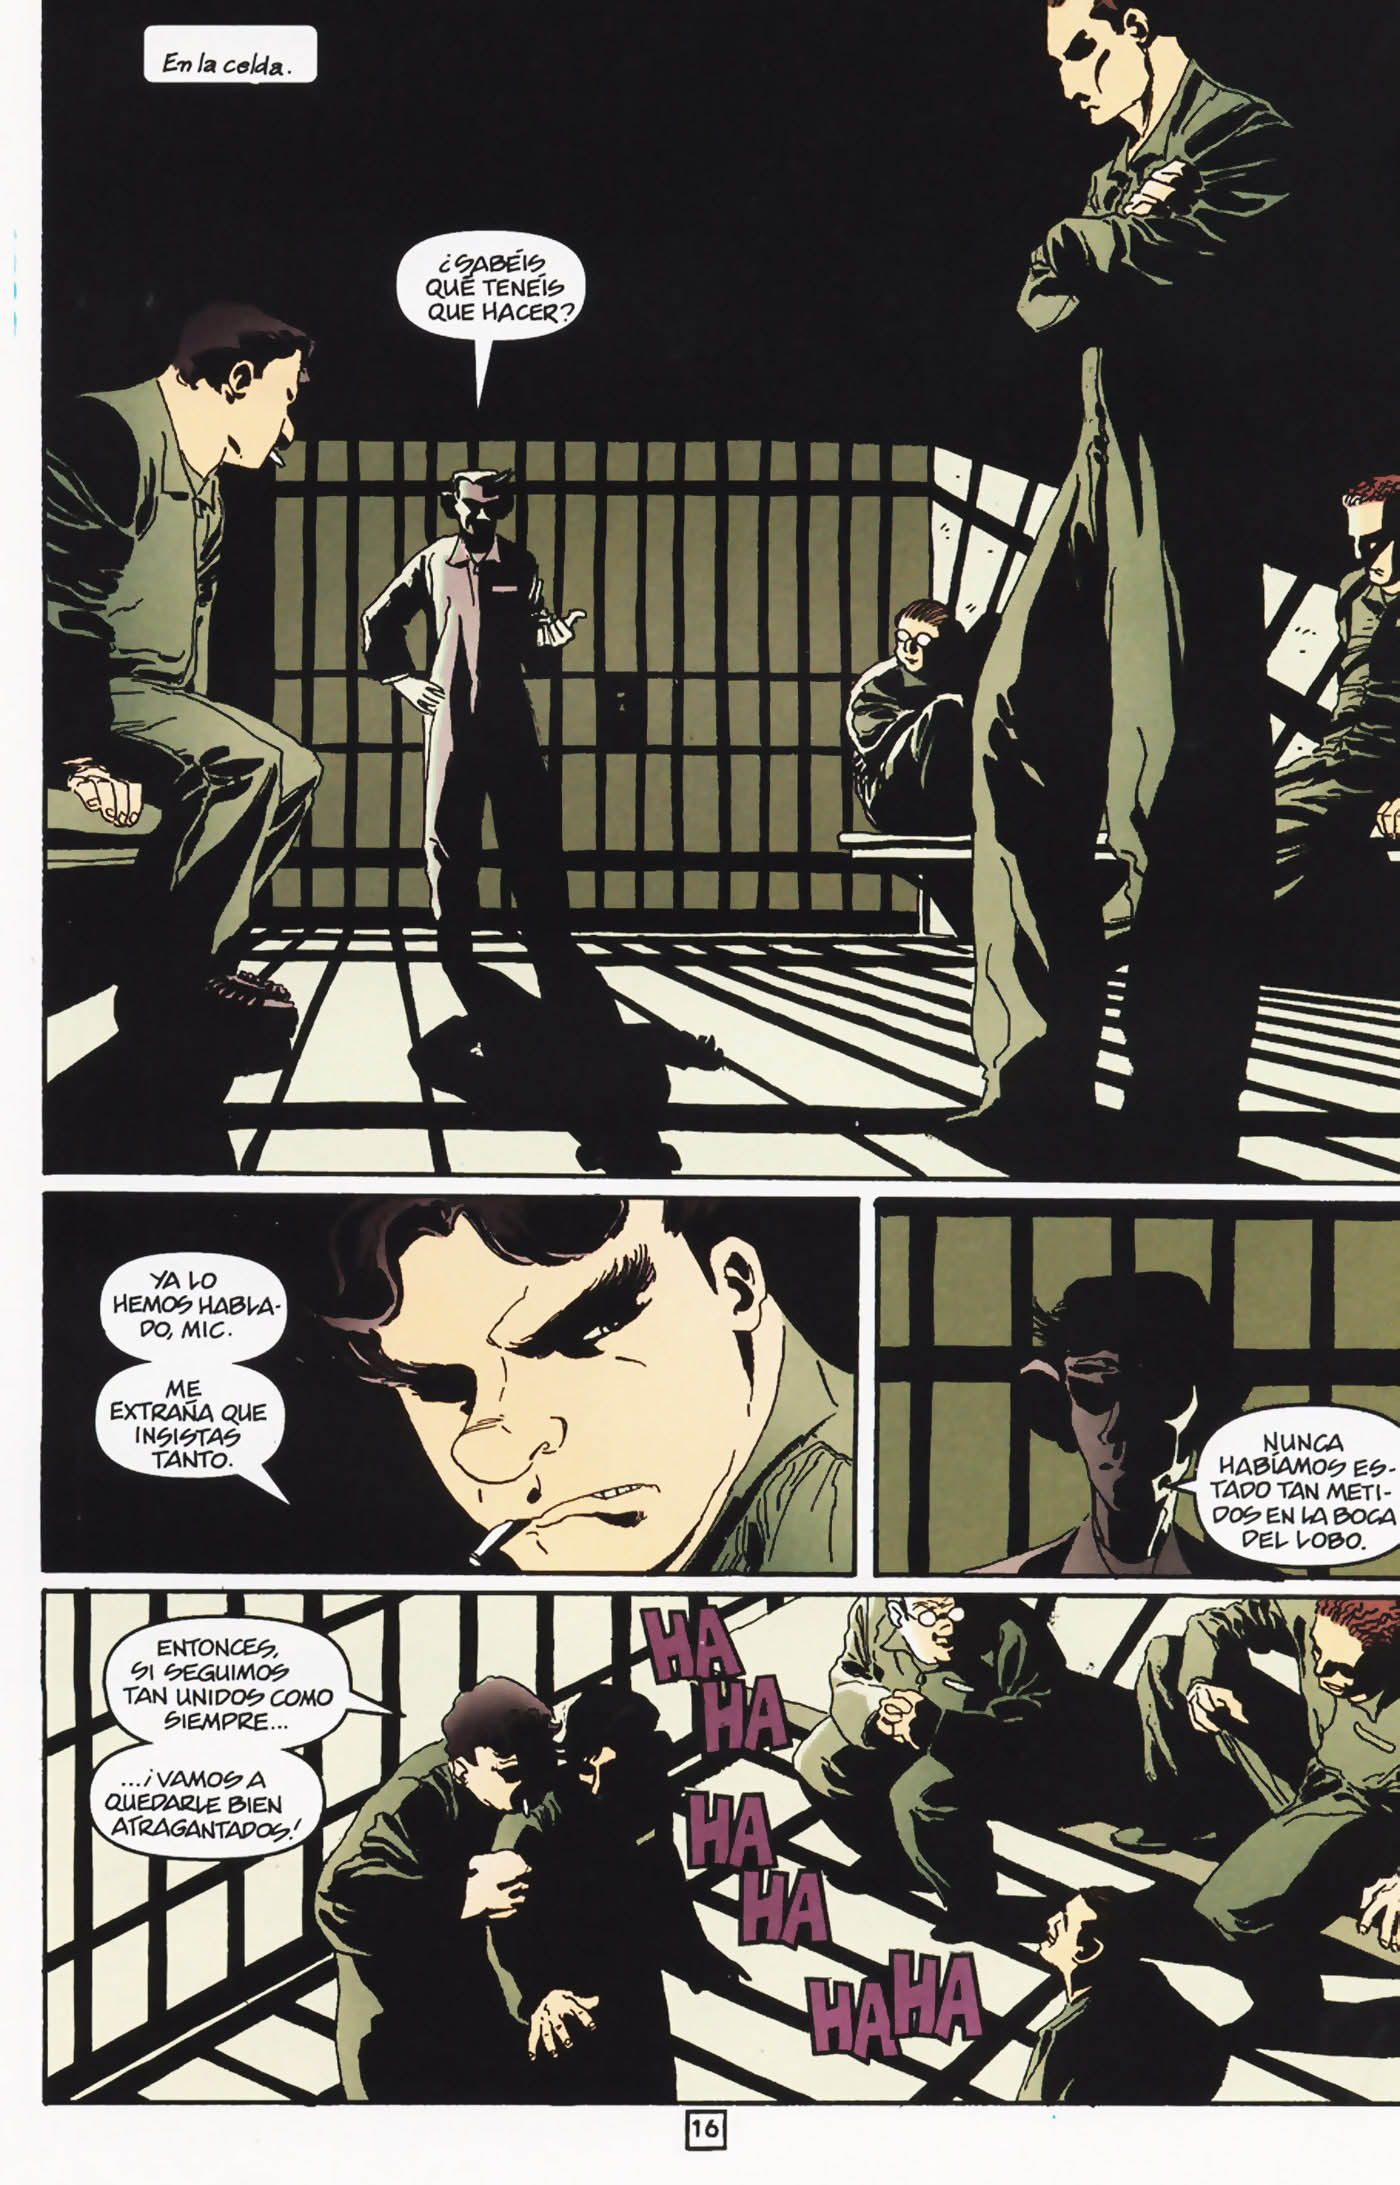 En la celda.
¿SABÉIS
QUÉ TENÉIS
QUE HACER?
YA LO
HEMOS HABLA-
DO, MIC.
ME
EXTRAÑA QUE
INSISTAS
TANTO.
NUNCA
HABÍAMOS ES-
TADO TAN METI-
DOS EN LA BOCA
DEL LOBO.
ENTONCES,
SI SEGUIMOS
TAN UNIDOS COMO
SIEMPRE...
...¡VAMOS A
QUEDARLE BIEN
ATRAGANTADOS!
HA
HA
HA
HA
HA HA
16